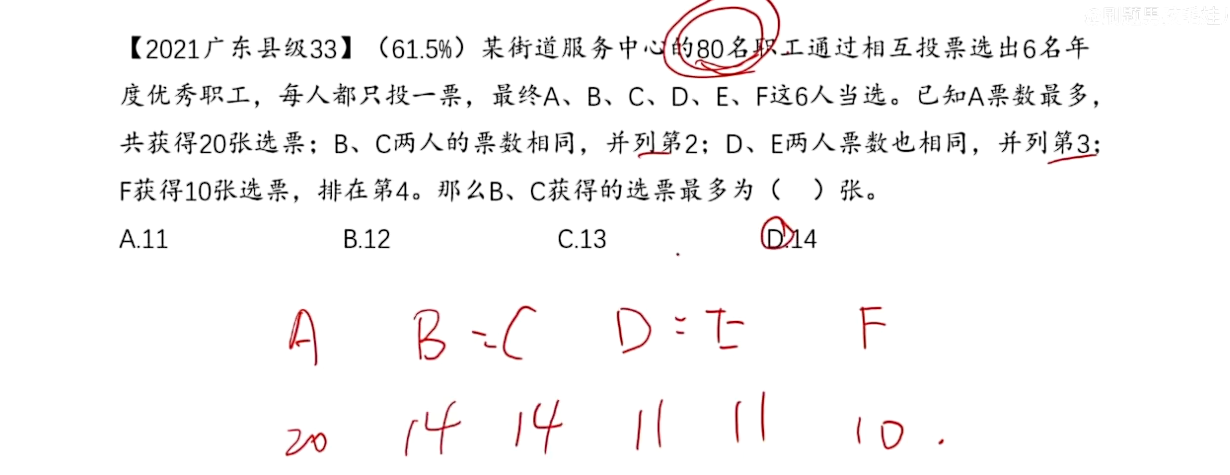 【2021广东县级33】（61.5%）某街道服务中心的80名职工通过相互投票选出6名年
度优秀职工，每人都只投一票，最终A、B、C、D、E、F这6人当选。已知A票数最多，
共获得20张选票；B、C两人的票数相同，并列第2；D、E两人票数也相同，并列第3；
F获得10张选票，排在第4。那么B、C获得的选票最多为（ ）张。
A.11 B.12 C.13 D.14
A B = C D = E F
20 14 14 11 11 10 .